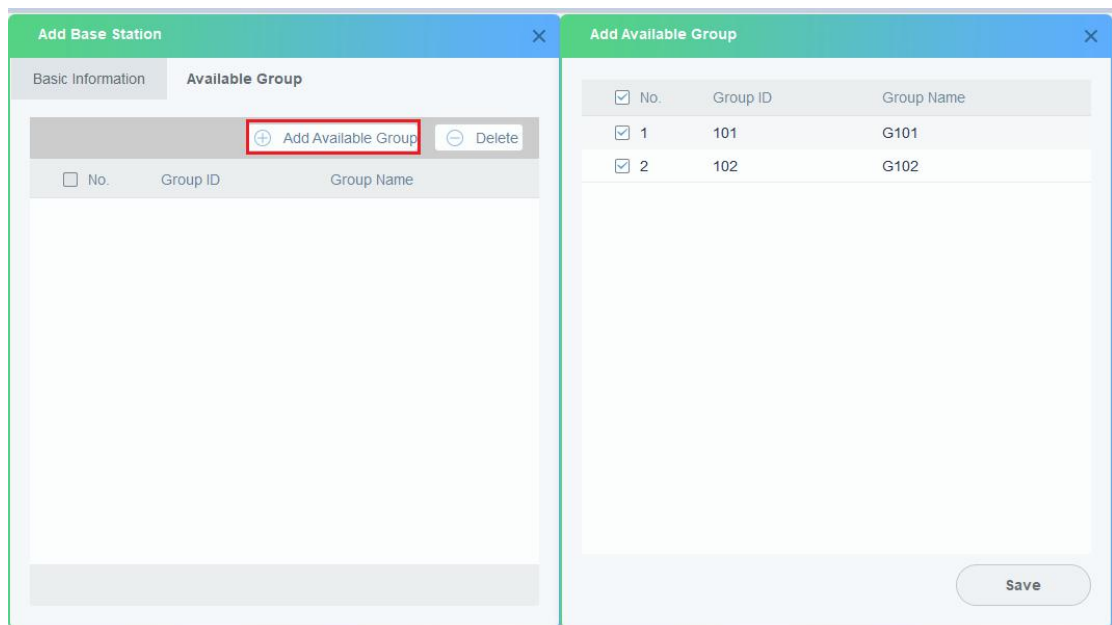 Add Base Station
Basic Information Available Group
Add Available Group Delete
No. Group ID Group Name
Add Available Group
No. Group ID Group Name
1 101 G101
2 102 G102
Save